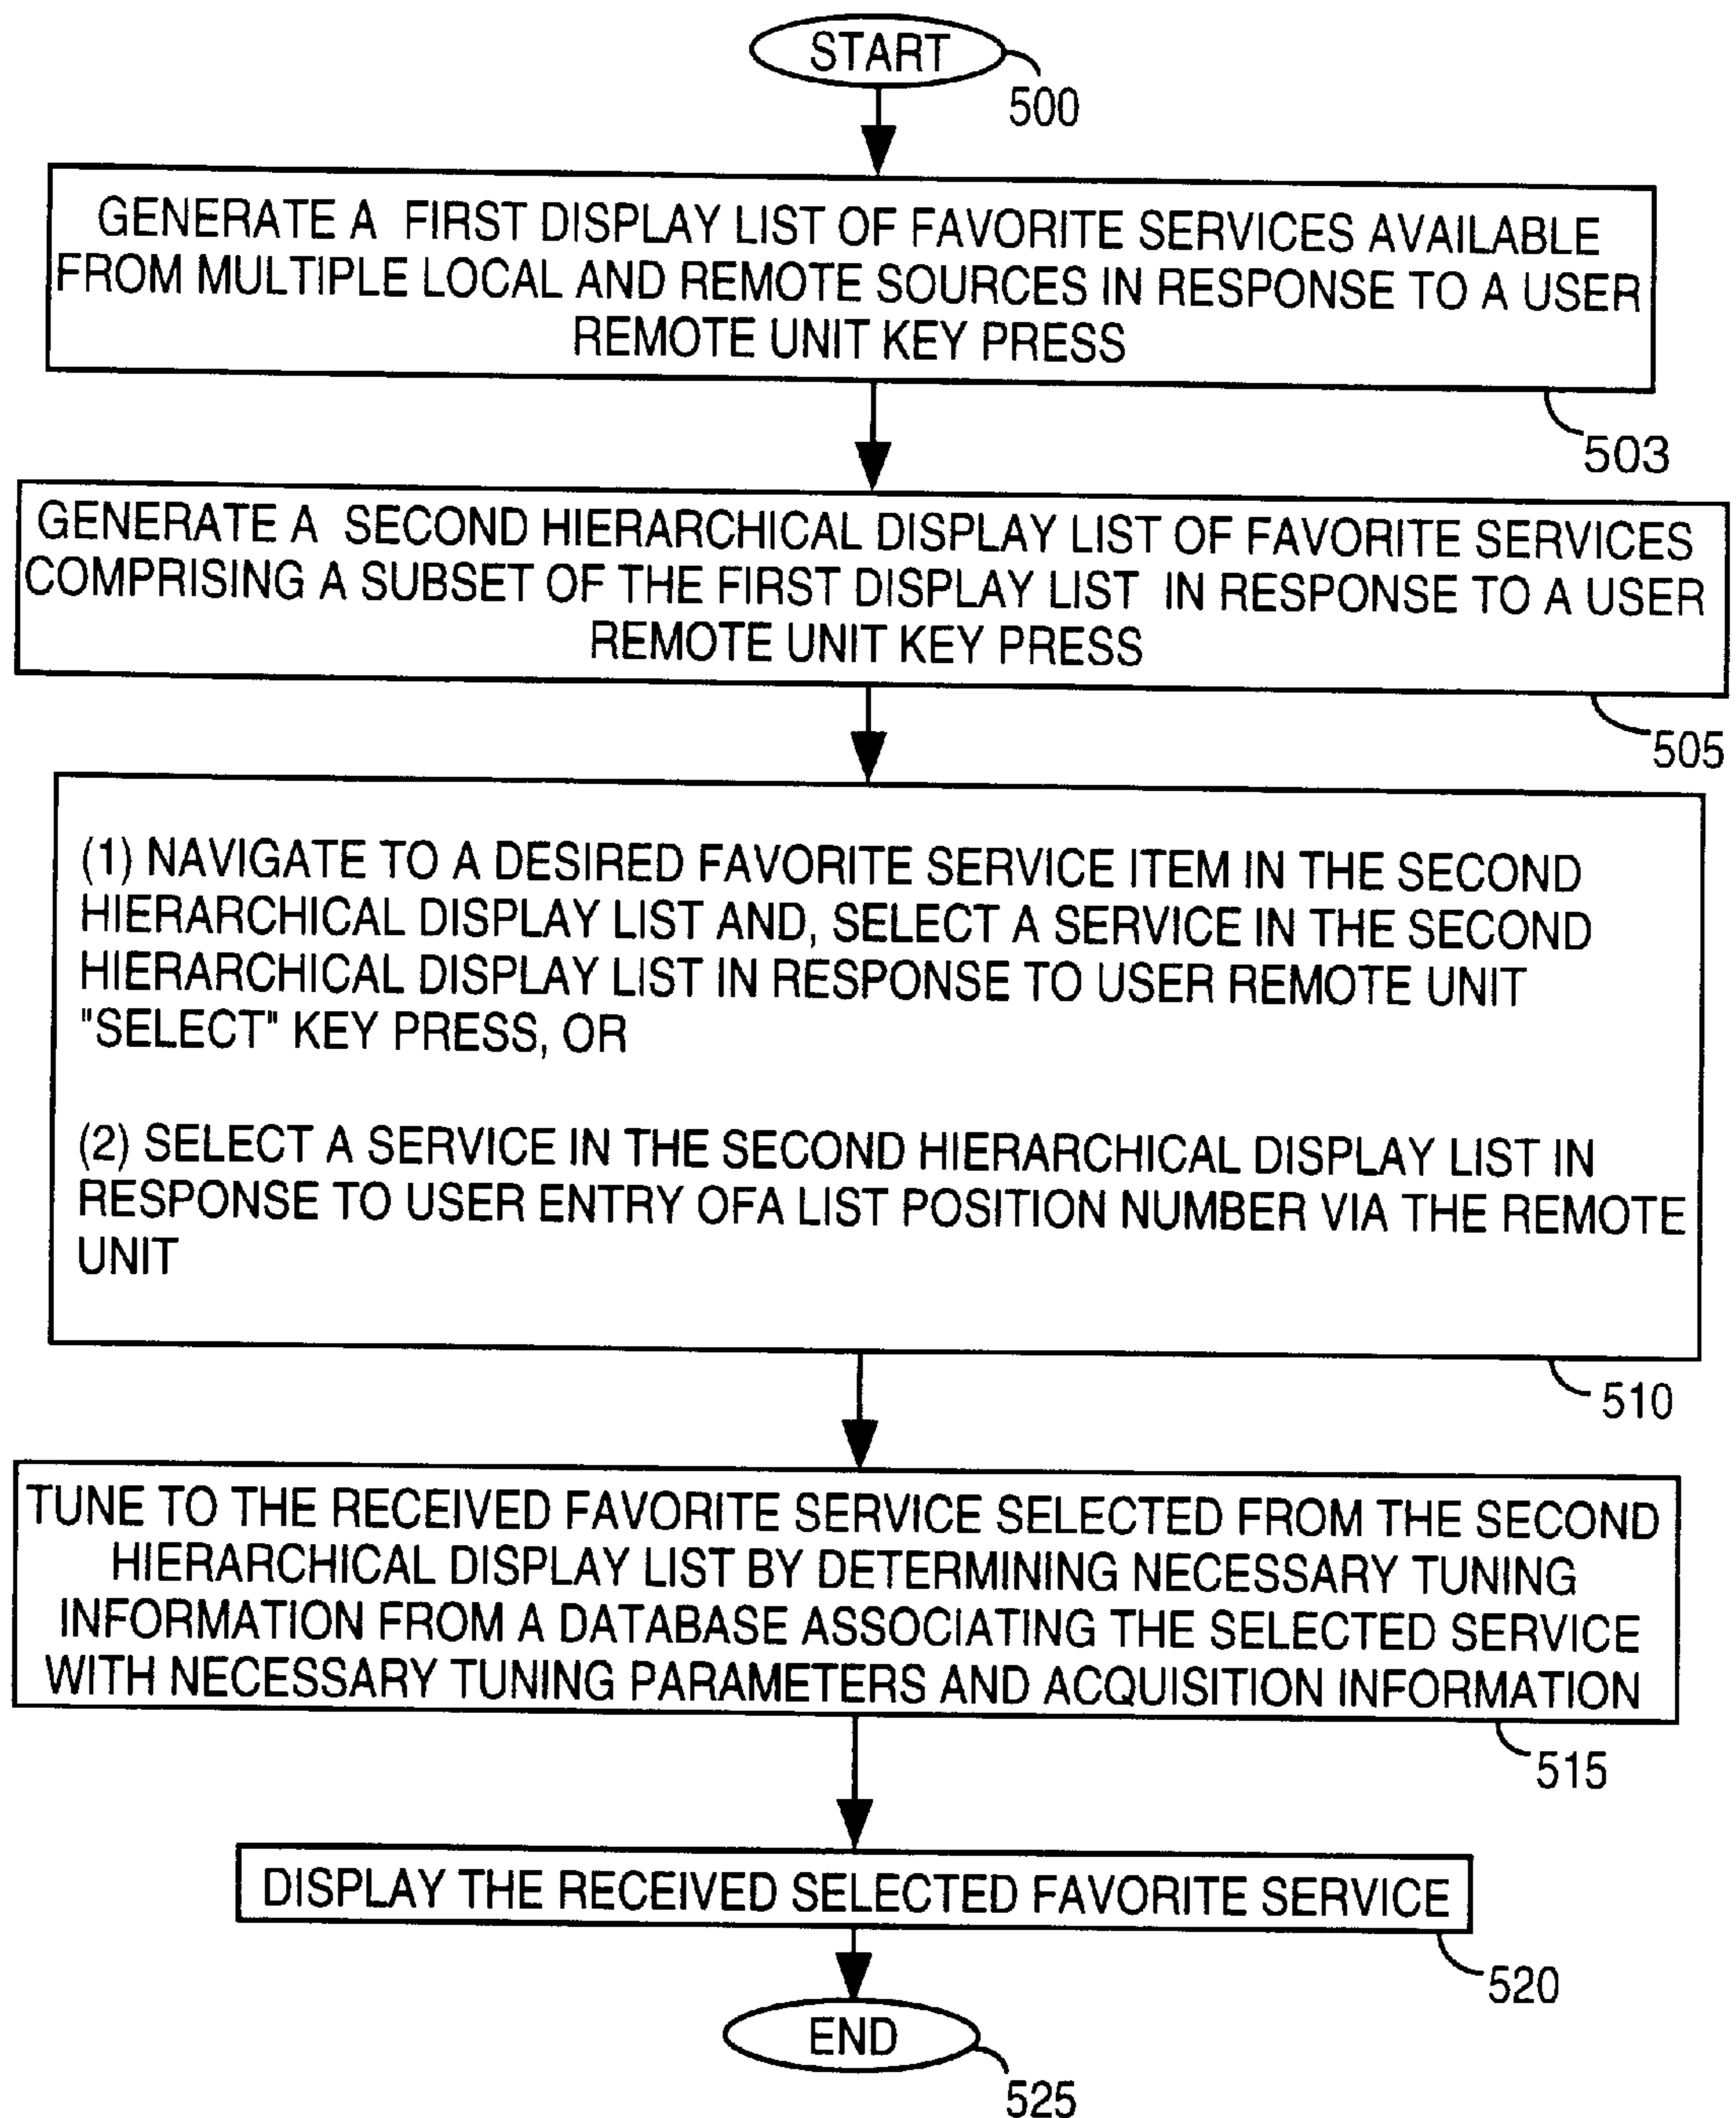 START
500
GENERATE A FIRST DISPLAY LIST OF FAVORITE SERVICES AVAILABLE
FROM MULTIPLE LOCAL AND REMOTE SOURCES IN RESPONSE TO A USER
REMOTE UNIT KEY PRESS
503
GENERATE A SECOND HIERARCHICAL DISPLAY LIST OF FAVORITE SERVICES
COMPRISING A SUBSET OF THE FIRST DISPLAY LIST IN RESPONSE TO A USER
REMOTE UNIT KEY PRESS
505
(1) NAVIGATE TO A DESIRED FAVORITE SERVICE ITEM IN THE SECOND
HIERARCHICAL DISPLAY LIST AND, SELECT A SERVICE IN THE SECOND
HIERARCHICAL DISPLAY LIST IN RESPONSE TO USER REMOTE UNIT
"SELECT" KEY PRESS, OR
(2) SELECT A SERVICE IN THE SECOND HIERARCHICAL DISPLAY LIST IN
RESPONSE TO USER ENTRY OFA LIST POSITION NUMBER VIA THE REMOTE
UNIT
510
TUNE TO THE RECEIVED FAVORITE SERVICE SELECTED FROM THE SECOND
HIERARCHICAL DISPLAY LIST BY DETERMINING NECESSARY TUNING
INFORMATION FROM A DATABASE ASSOCIATING THE SELECTED SERVICE
WITH NECESSARY TUNING PARAMETERS AND ACQUISITION INFORMATION
515
DISPLAY THE RECEIVED SELECTED FAVORITE SERVICE
520
END
525